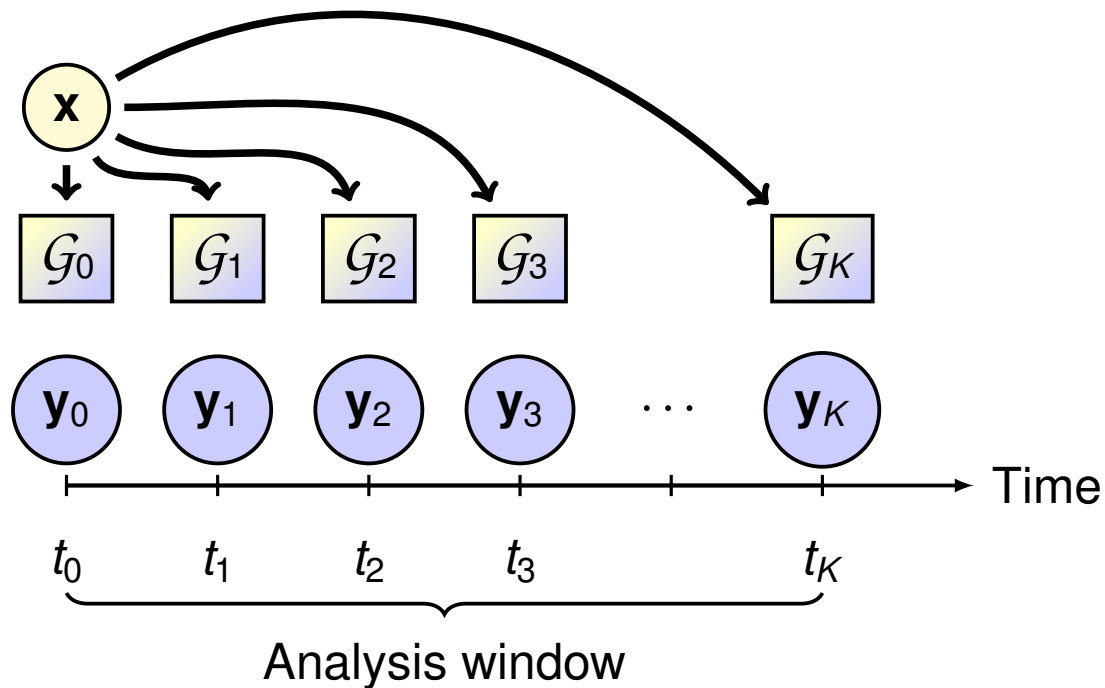 x
𝒢0 𝒢1 𝒢2 𝒢3 𝒢K
y0 y1 y2 y3 ... yK
Time
t0 t1 t2 t3 tK
Analysis window